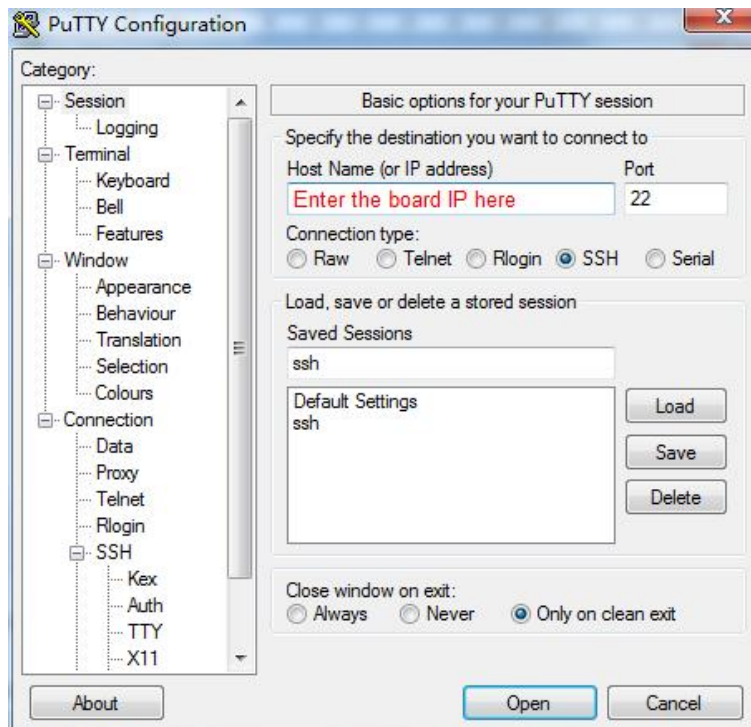 PuTTY Configuration
Category:
Session
Logging
Terminal
Keyboard
Bell
Features
Window
Appearance
Behaviour
Translation
Selection
Colours
Connection
Data
Proxy
Telnet
Rlogin
SSH
Kex
Auth
TTY
X11
Basic options for your PuTTY session
Specify the destination you want to connect to
Host Name (or IP address) Port
Enter the board IP here 22
Connection type:
Raw Telnet Rlogin SSH Serial
Load, save or delete a stored session
Saved Sessions
ssh
Default Settings
ssh
Load
Save
Delete
Close window on exit:
Always Never Only on clean exit
About Open Cancel